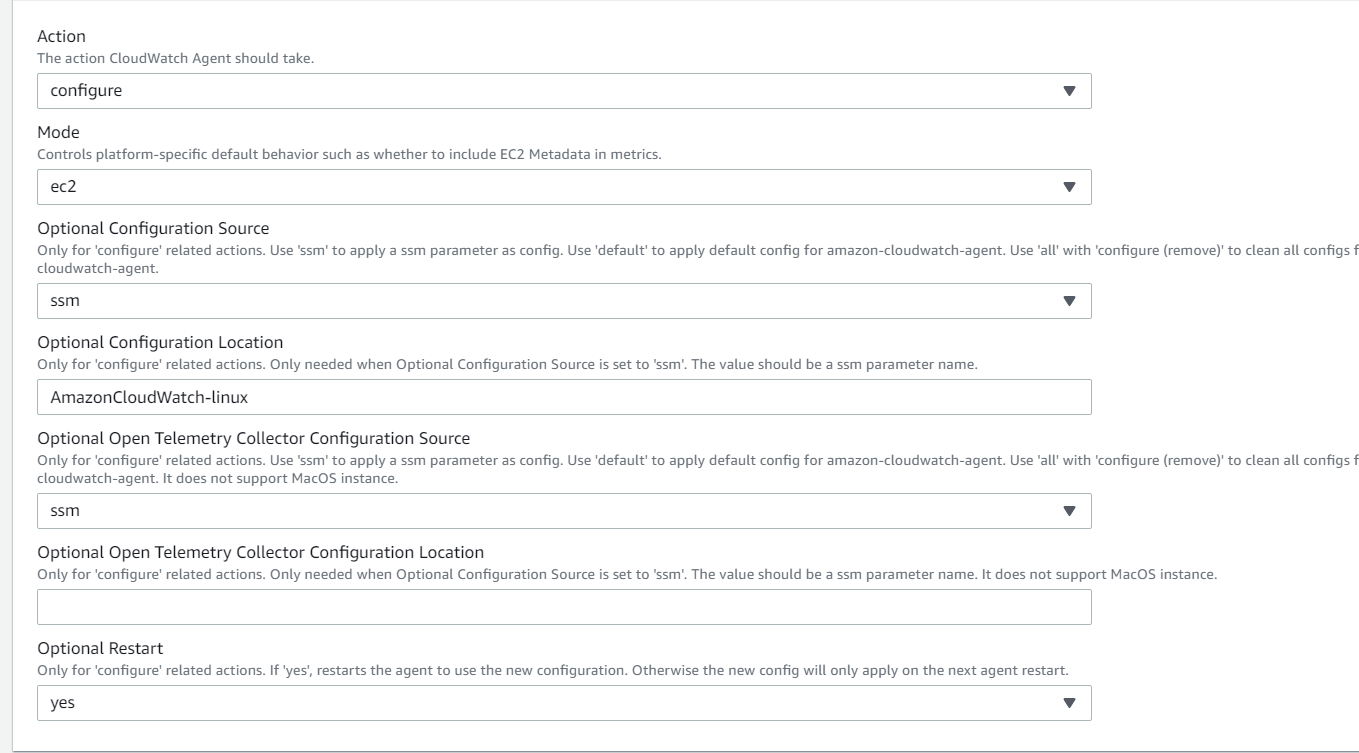 Action
The action CloudWatch Agent should take.
configure
Mode
Controls platform-specific default behavior such as whether to include EC2 Metadata in metrics.
ec2
Optional Configuration Source
Only for 'configure' related actions. Use 'ssm' to apply a ssm parameter as config. Use 'default' to apply default config for amazon-cloudwatch-agent. Use 'all' with 'configure (remove)' to clean all configs f
cloudwatch-agent.
ssm
Optional Configuration Location
Only for 'configure' related actions. Only needed when Optional Configuration Source is set to 'ssm'. The value should be a ssm parameter name.
AmazonCloudWatch-linux
Optional Open Telemetry Collector Configuration Source
Only for 'configure' related actions. Use 'ssm' to apply a ssm parameter as config. Use 'default' to apply default config for amazon-cloudwatch-agent. Use 'all' with 'configure (remove)' to clean all configs f
cloudwatch-agent. It does not support MacOS instance.
ssm
Optional Open Telemetry Collector Configuration Location
Only for 'configure' related actions. Only needed when Optional Configuration Source is set to 'ssm'. The value should be a ssm parameter name. It does not support MacOS instance.
Optional Restart
Only for 'configure' related actions. If 'yes', restarts the agent to use the new configuration. Otherwise the new config will only apply on the next agent restart.
yes